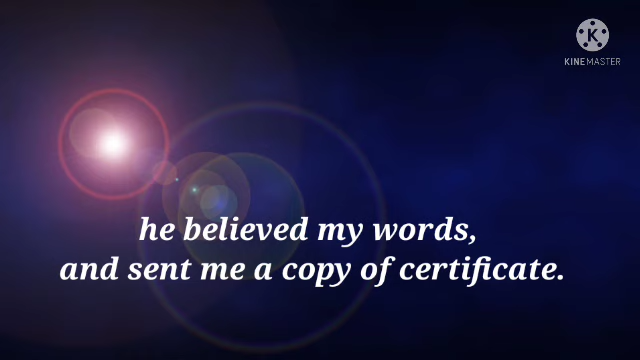 K
KINEMASTER
he believed my words,
and sent me a copy of certificate.